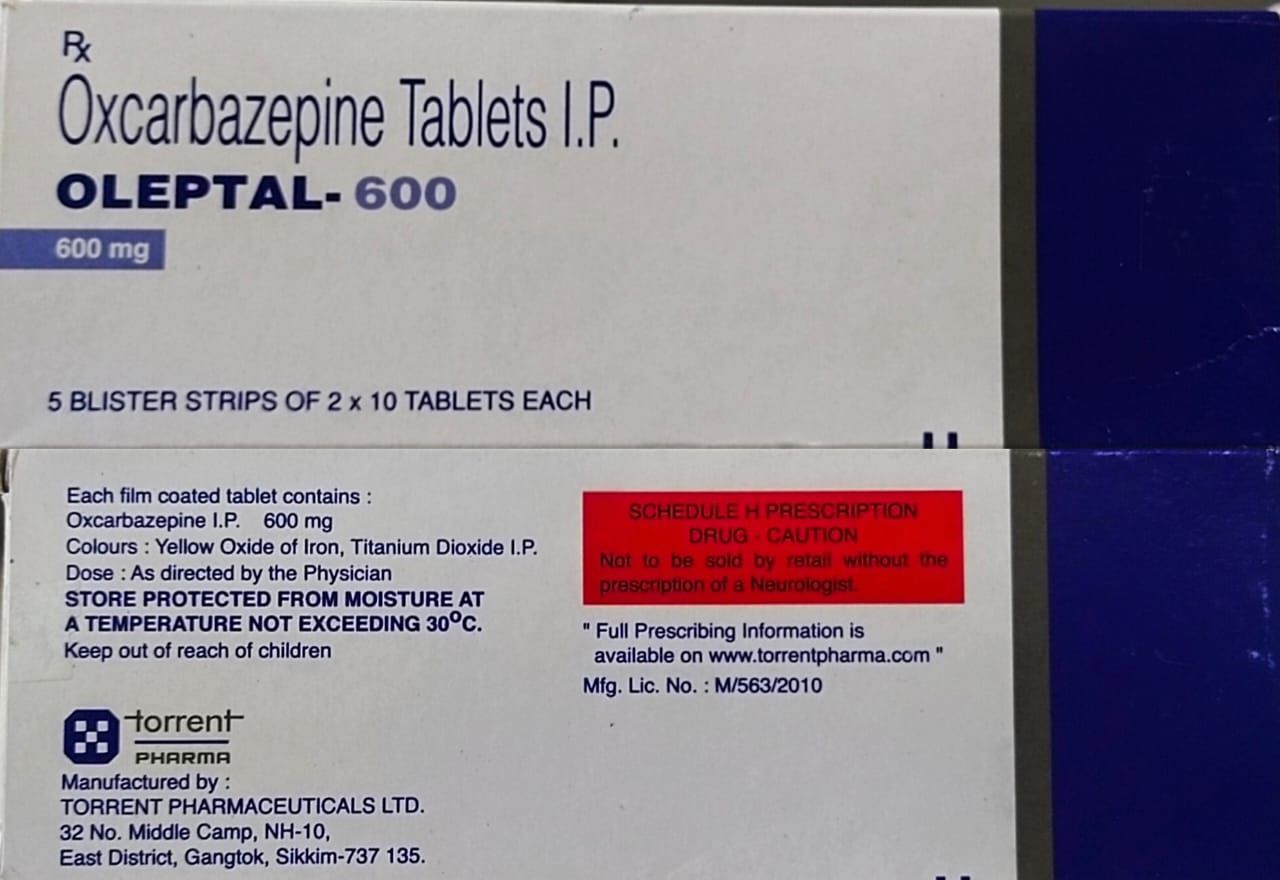 Rx
Oxcarbazepine Tablets I.P.
OLEPTAL- 600
600 mg
5 BLISTER STRIPS OF 2 x 10 TABLETS EACH
Each film coated tablet contains :
Oxcarbazepine I.P. 600 mg
Colours : Yellow Oxide of Iron, Titanium Dioxide I.P.
Dose : As directed by the Physician
STORE PROTECTED FROM MOISTURE AT
A TEMPERATURE NOT EXCEEDING 30°C.
Keep out of reach of children
torrent
PHARMA
Manufactured by :
TORRENT PHARMACEUTICALS LTD.
32 No. Middle Camp, NH-10,
East District, Gangtok, Sikkim-737 135.
SCHEDULE H PRESCRIPTION
DRUG - CAUTION
Not to be sold by retail without the
prescription of a Neurologist.
" Full Prescribing Information is
available on www.torrentpharma.com "
Mfg. Lic. No. : M/563/2010